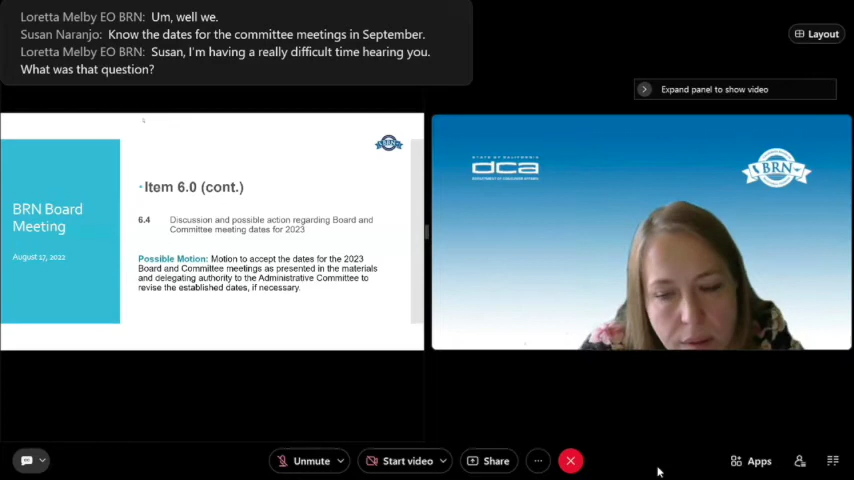 Loretta Melby EO BRN: Um, well we.
Susan Naranjo: Know the dates for the committee meetings in September.
Loretta Melby EO BRN: Susan, I'm having a really difficult time hearing you.
What was that question?
Layout
Expand panel to show video
BRN
BRN Board
Meeting
August 17, 2022
Item 6.0 (cont.)
6.4 Discussion and possible action regarding Board and
Committee meeting dates for 2023
Possible Motion: Motion to accept the dates for the 2023
Board and Committee meetings as presented in the materials
and delegating authority to the Administrative Committee to
revise the established dates, if necessary.
STATE OF CALIFORNIA
dca
DEPARTMENT OF CONSUMER AFFAIRS
BRN
Unmute
Start video
Share
Apps